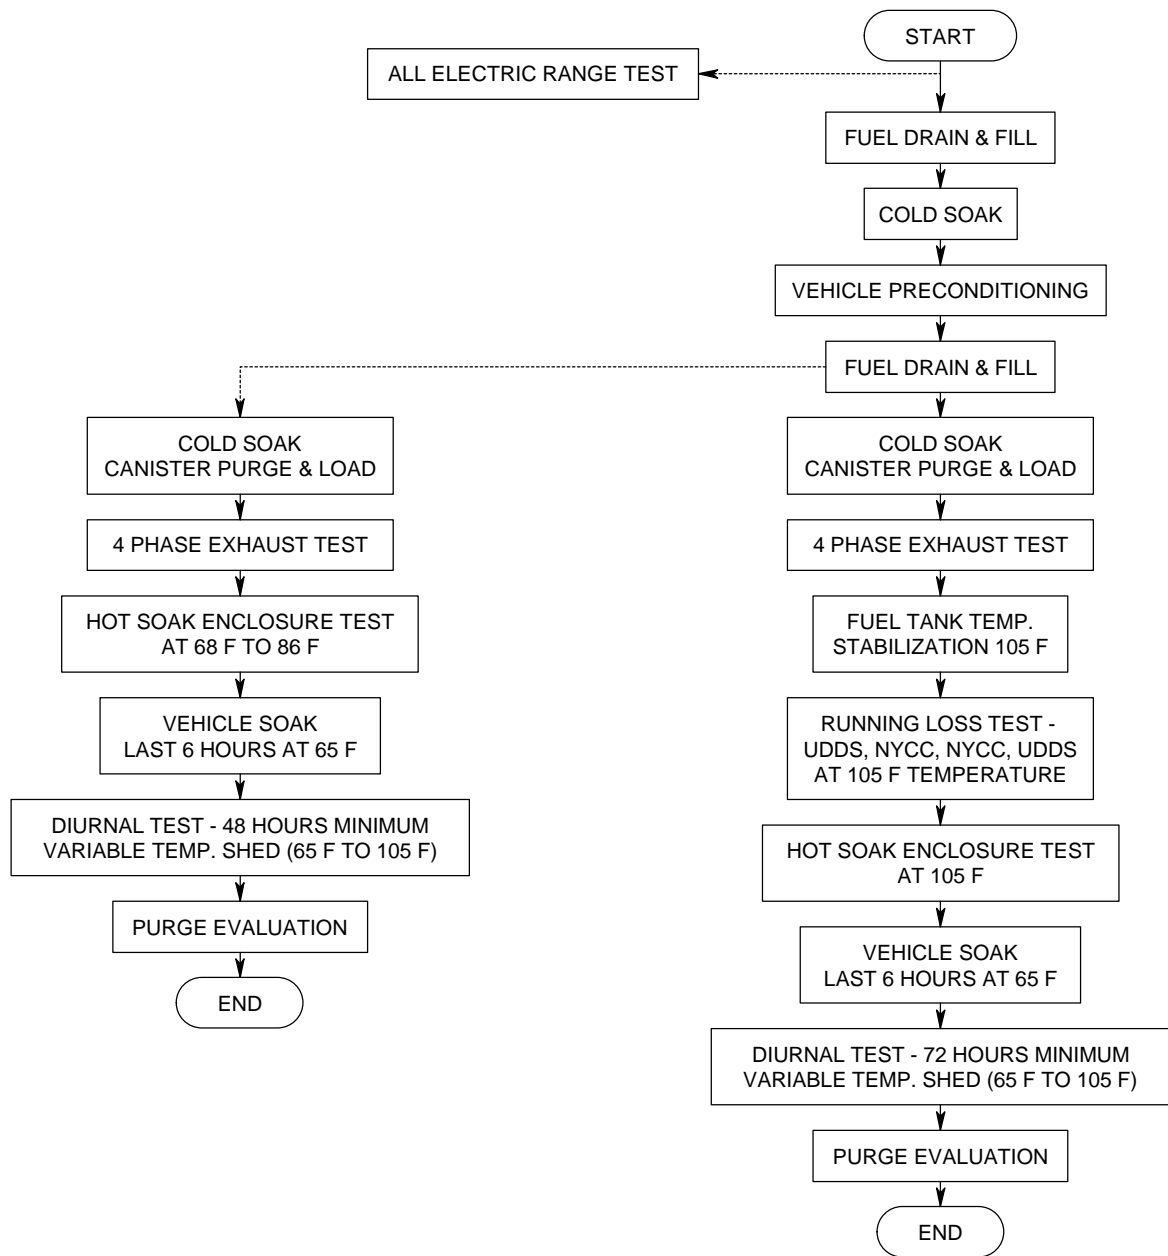 START
ALL ELECTRIC RANGE TEST
FUEL DRAIN & FILL
COLD SOAK
VEHICLE PRECONDITIONING
FUEL DRAIN & FILL
COLD SOAK
CANISTER PURGE & LOAD
4 PHASE EXHAUST TEST
HOT SOAK ENCLOSURE TEST
AT 68 F TO 86 F
VEHICLE SOAK
LAST 6 HOURS AT 65 F
DIURNAL TEST - 48 HOURS MINIMUM
VARIABLE TEMP. SHED (65 F TO 105 F)
PURGE EVALUATION
END
COLD SOAK
CANISTER PURGE & LOAD
4 PHASE EXHAUST TEST
FUEL TANK TEMP.
STABILIZATION 105 F
RUNNING LOSS TEST -
UDDS, NYCC, NYCC, UDDS
AT 105 F TEMPERATURE
HOT SOAK ENCLOSURE TEST
AT 105 F
VEHICLE SOAK
LAST 6 HOURS AT 65 F
DIURNAL TEST - 72 HOURS MINIMUM
VARIABLE TEMP. SHED (65 F TO 105 F)
PURGE EVALUATION
END